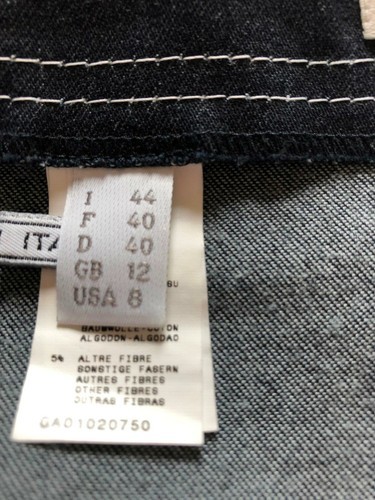 I 44
F 40
D 40
GB 12
USA 8
ITA
BU
BAUMWOLLE-COTON
ALGODON-ALGODAO
5% ALTRE FIBRE
SONSTIGE FASERN
AUTRES FIBRES
OTHER FIBRES
OUTRAS FIBRAS
GA01020750